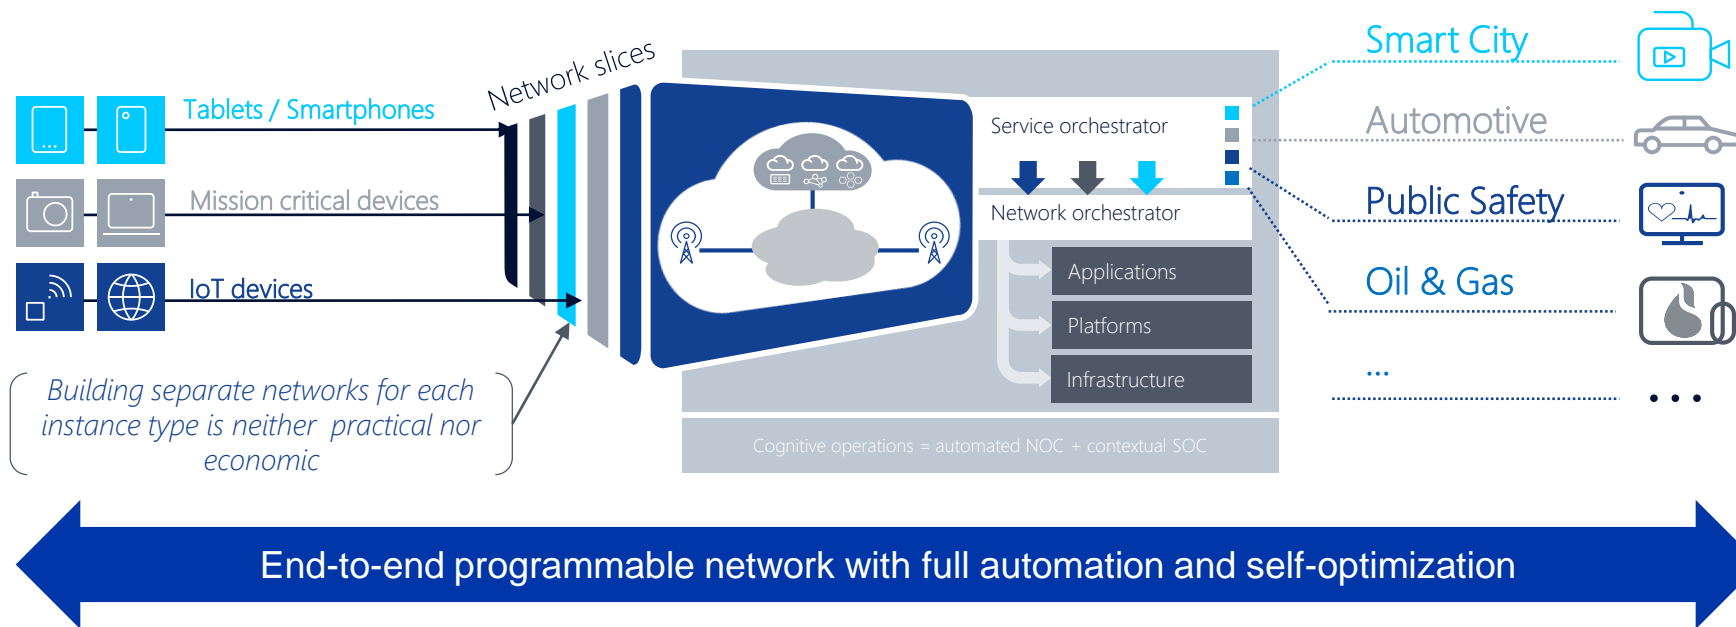 Network slices
Tablets / Smartphones
Mission critical devices
IoT devices
Building separate networks for each
instance type is neither  practical nor
economic
Service orchestrator
Network orchestrator
Applications
Platforms
Infrastructure
Cognitive operations = automated NOC + contextual SOC
Smart City
Automotive
Public Safety
Oil & Gas
...
...
End-to-end programmable network with full automation and self-optimization